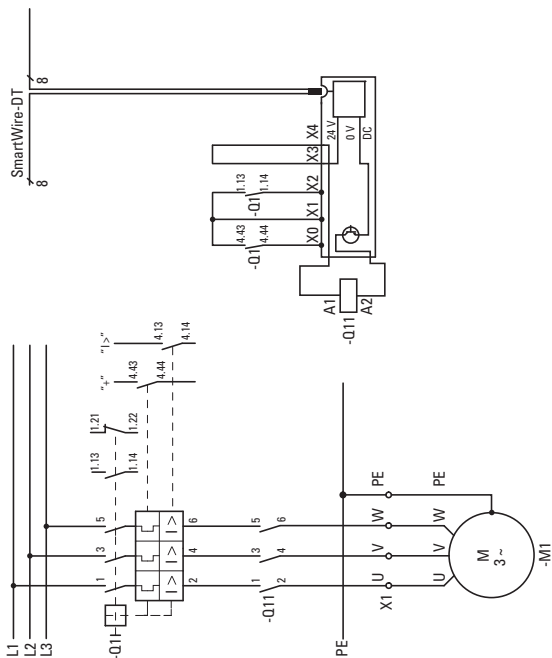 SmartWire-DT
8
8
1.13
1.14
-Q1
4.43
4.44
-Q1
X0
X1
X2
X3
X4
24 V
0 V
DC
A1
A2
-Q11
L1
L2
L3
"I >"
4.13
4.14
"+"
4.43
4.44
1.21
1.22
1.13
1.14
1
3
5
-Q1
I >
I >
I >
2
4
6
1
3
5
-Q11
2
4
6
PE
X1
U
V
W
PE
U
V
W
PE
M
3 ~
-M1